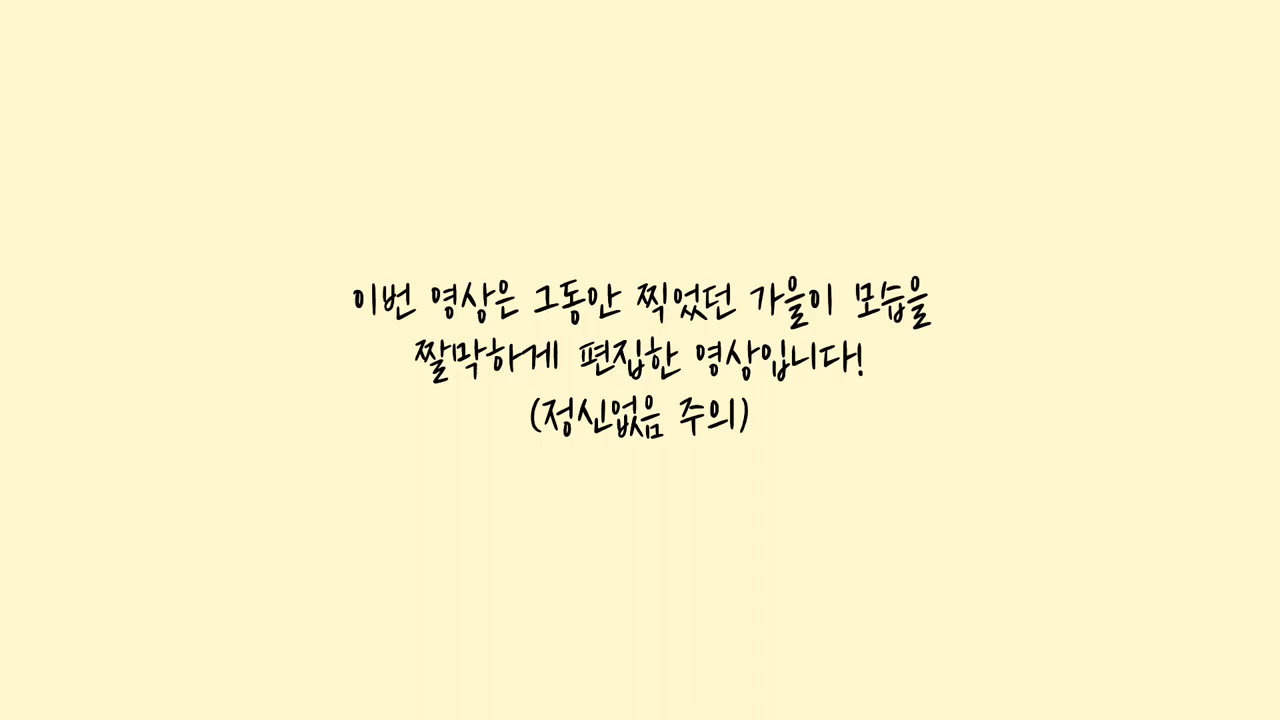 이번 영상은 그동안 찍었던 가을이 모습을
짤막하게 편집한 영상입니다!
(정신없음 주의)